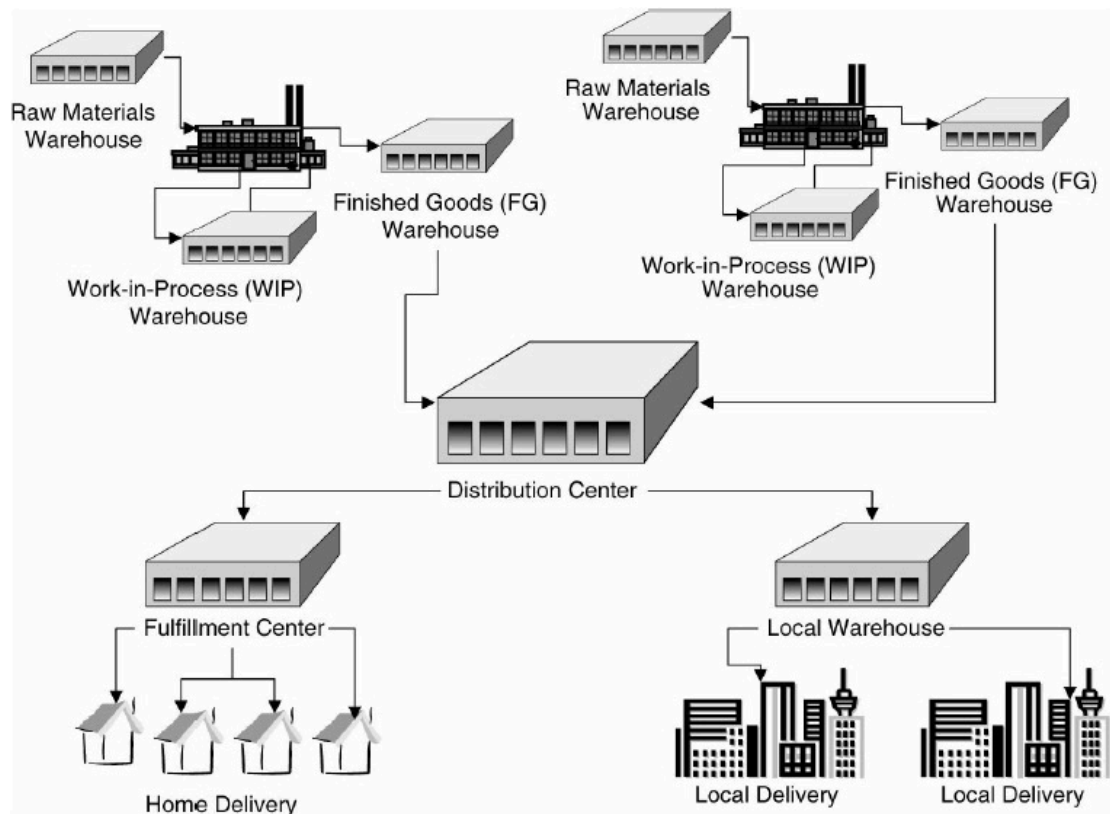 Raw Materials
Warehouse
Raw Materials
Warehouse
Finished Goods (FG)
Warehouse
Finished Goods (FG)
Warehouse
Work-in-Process (WIP)
Warehouse
Work-in-Process (WIP)
Warehouse
Distribution Center
Fulfillment Center
Local Warehouse
Home Delivery
Local Delivery
Local Delivery